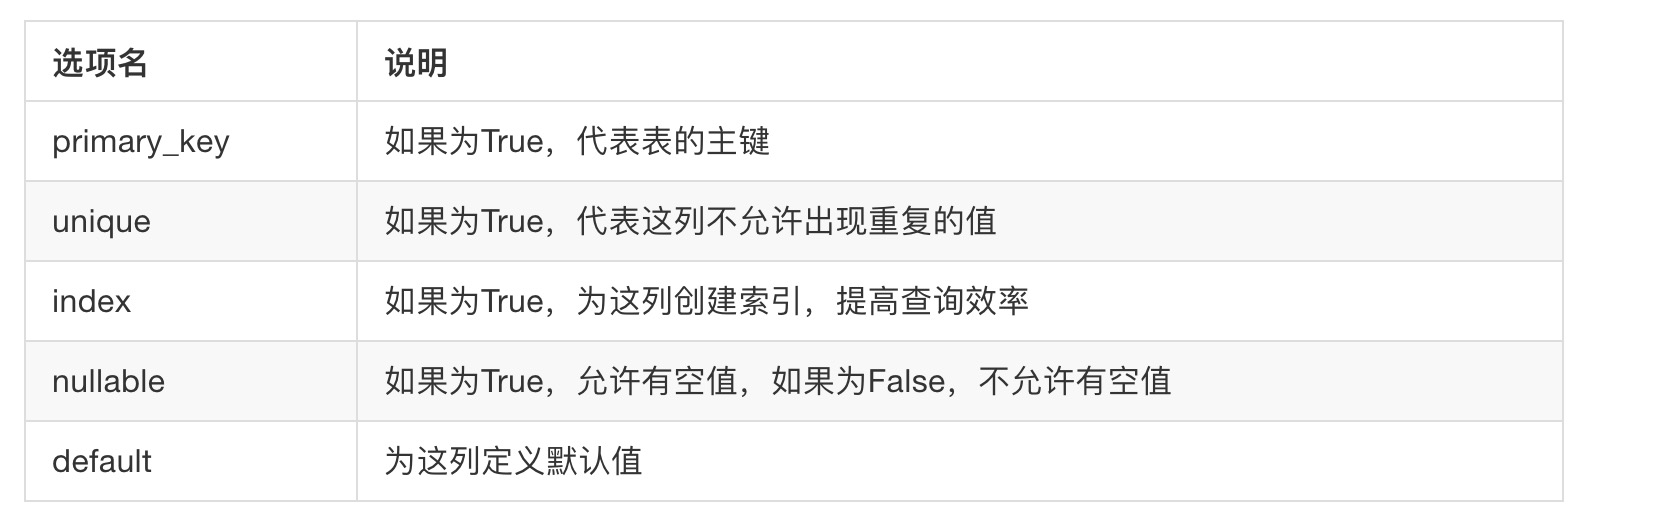 选项名 说明
primary_key 如果为True，代表表的主键
unique 如果为True，代表这列不允许出现重复的值
index 如果为True，为这列创建索引，提高查询效率
nullable 如果为True，允许有空值，如果为False，不允许有空值
default 为这列定义默认值